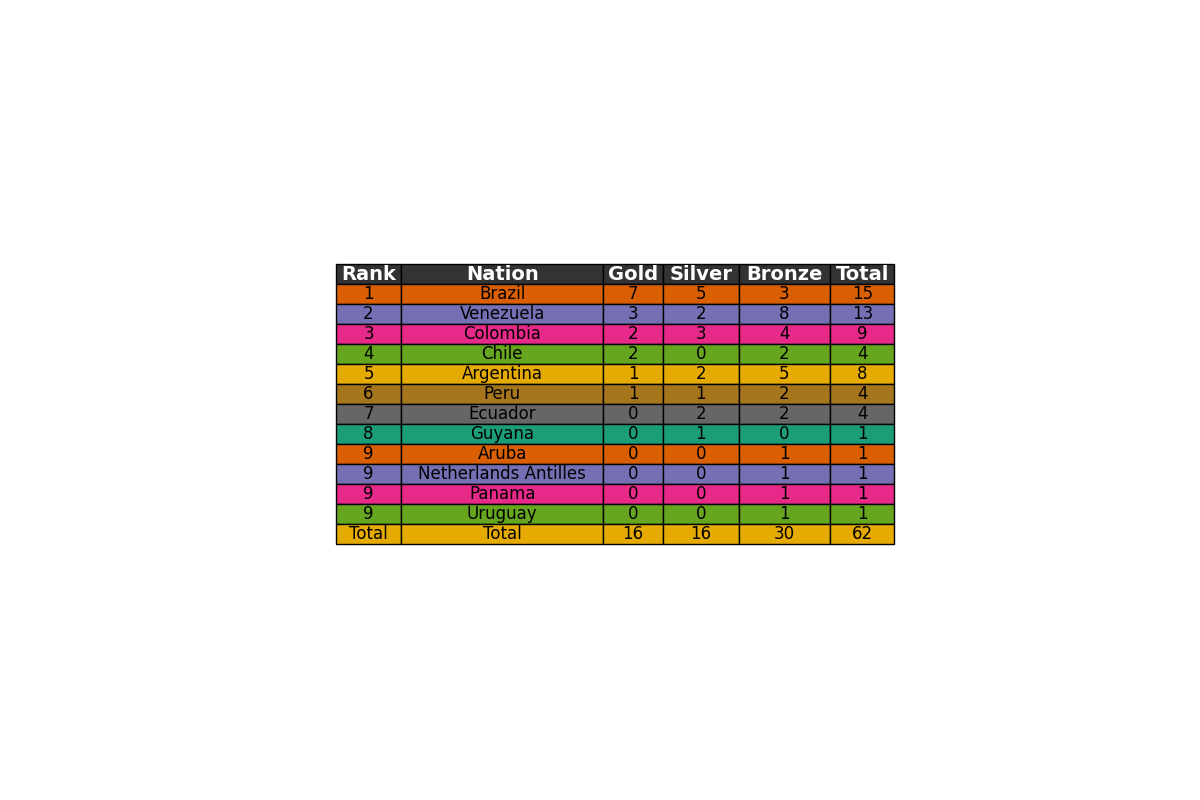 Rank Nation Gold Silver Bronze Total
1 Brazil 7 5 3 15
2 Venezuela 3 2 8 13
3 Colombia 2 3 4 9
4 Chile 2 0 2 4
5 Argentina 1 2 5 8
6 Peru 1 1 2 4
7 Ecuador 0 2 2 4
8 Guyana 0 1 0 1
9 Aruba 0 0 1 1
9 Netherlands Antilles 0 0 1 1
9 Panama 0 0 1 1
9 Uruguay 0 0 1 1
Total Total 16 16 30 62